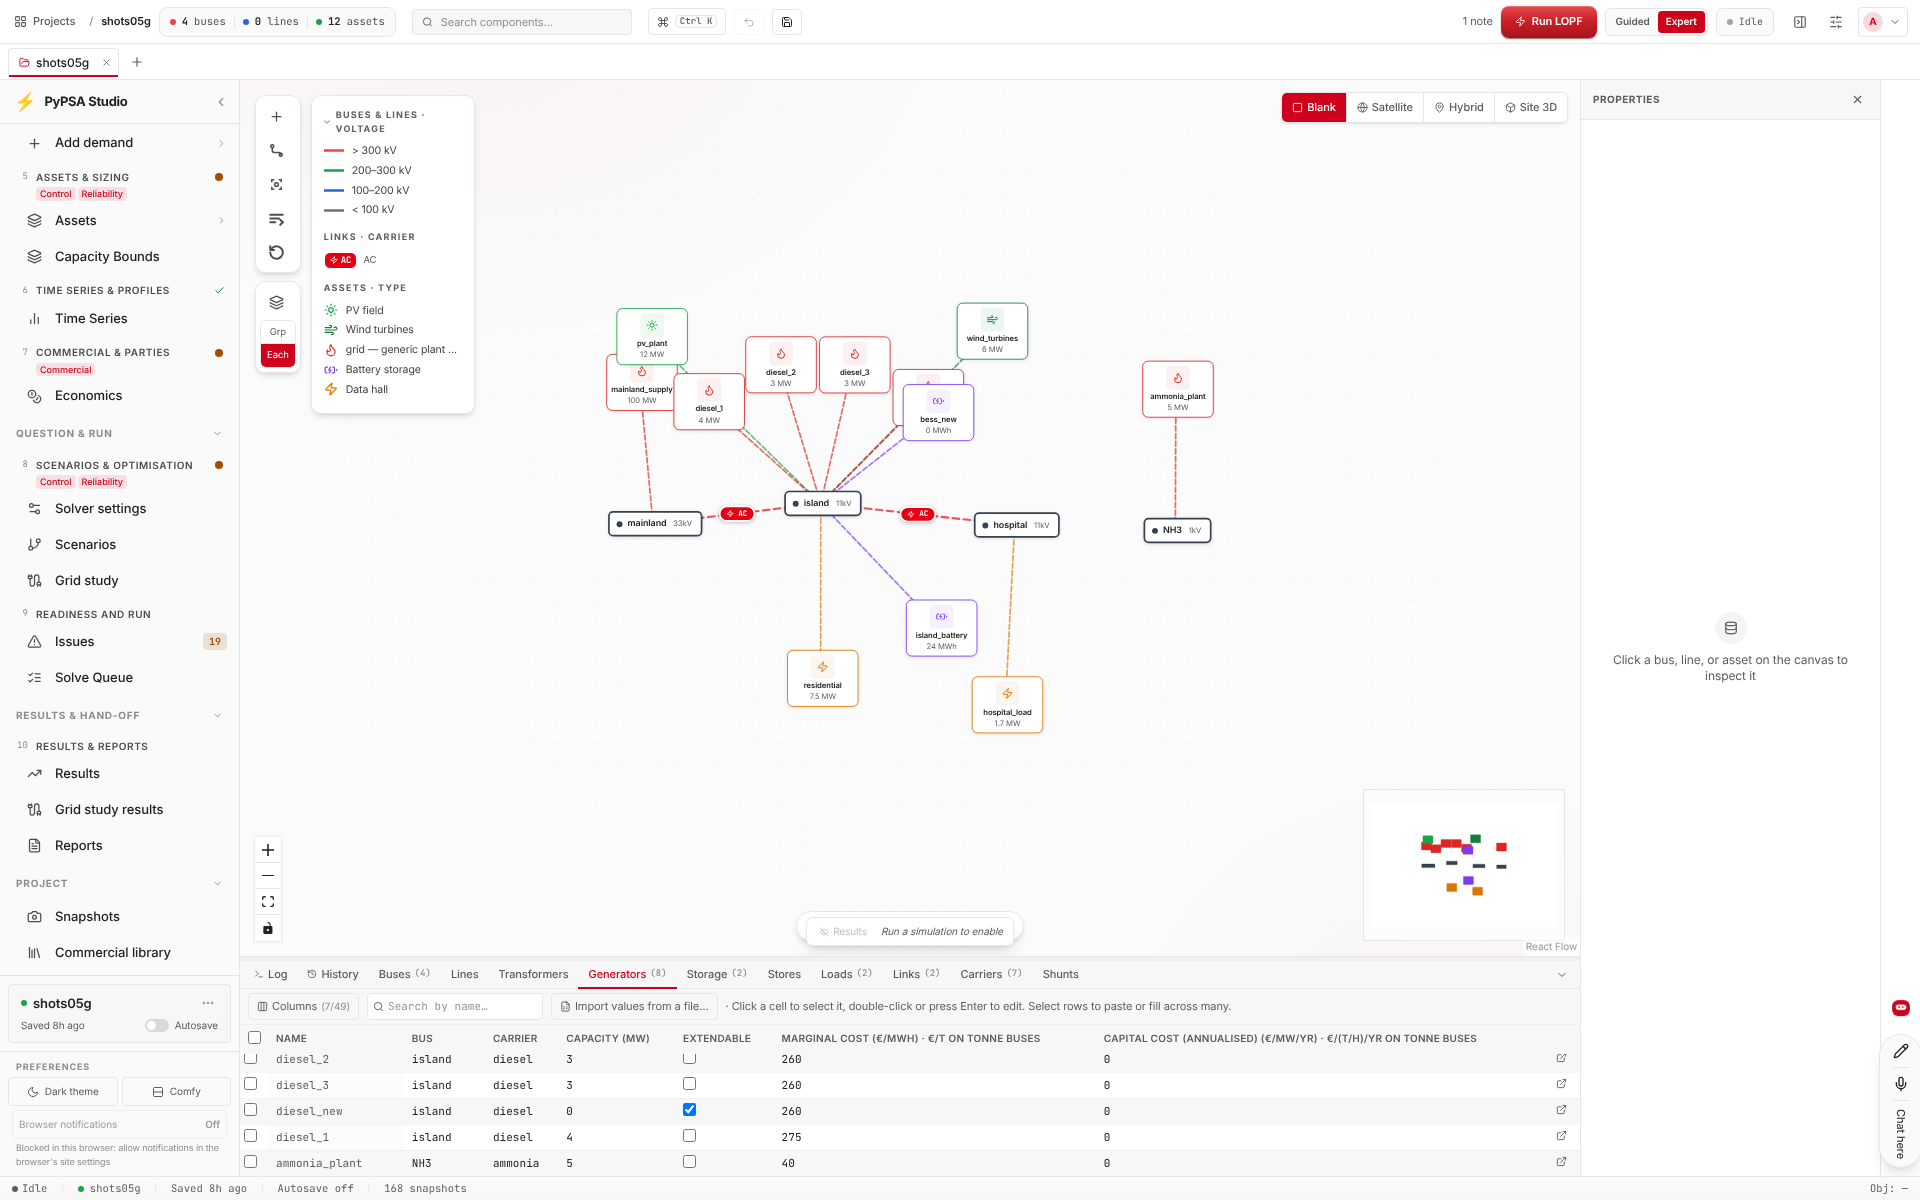 Projects / shots05g 4 buses 0 lines 12 assets Search components... Ctrl K 1 note Run LOPF Guided Expert Idle A
shots05g
PyPSA Studio
Add demand
5 ASSETS & SIZING
Control Reliability
Assets
Capacity Bounds
6 TIME SERIES & PROFILES
Time Series
7 COMMERCIAL & PARTIES
Commercial
Economics
QUESTION & RUN
8 SCENARIOS & OPTIMISATION
Control Reliability
Solver settings
Scenarios
Grid study
9 READINESS AND RUN
Issues 19
Solve Queue
RESULTS & HAND-OFF
10 RESULTS & REPORTS
Results
Grid study results
Reports
PROJECT
Snapshots
Commercial library
shots05g
Saved 8h ago Autosave
PREFERENCES
Dark theme Comfy
Browser notifications Off
Blocked in this browser: allow notifications in the
browser's site settings
Grp
Each
BUSES & LINES ·
VOLTAGE
> 300 kV
200–300 kV
100–200 kV
< 100 kV
LINKS · CARRIER
AC AC
ASSETS · TYPE
PV field
Wind turbines
grid — generic plant ...
Battery storage
Data hall
Blank Satellite Hybrid Site 3D
pv_plant
12 MW
mainland_supply
100 MW
diesel_1
4 MW
diesel_2
3 MW
diesel_3
3 MW
wind_turbines
6 MW
bess_new
0 MWh
ammonia_plant
5 MW
island 11kV
mainland 33kV
AC
AC
hospital 11kV
NH3 1kV
island_battery
24 MWh
residential
7.5 MW
hospital_load
1.7 MW
Results Run a simulation to enable
React Flow
PROPERTIES
Click a bus, line, or asset on the canvas to
inspect it
Log History Buses (4) Lines Transformers Generators (8) Storage (2) Stores Loads (2) Links (2) Carriers (7) Shunts
Columns (7/49) Search by name... Import values from a file... · Click a cell to select it, double-click or press Enter to edit. Select rows to paste or fill across many.
NAME BUS CARRIER CAPACITY (MW) EXTENDABLE MARGINAL COST (€/MWH) · €/T ON TONNE BUSES CAPITAL COST (ANNUALISED) (€/MW/YR) · €/(T/H)/YR ON TONNE BUSES
diesel_2 island diesel 3 260 0
diesel_3 island diesel 3 260 0
diesel_new island diesel 0 260 0
diesel_1 island diesel 4 275 0
ammonia_plant NH3 ammonia 5 40 0
Chat here
Idle shots05g Saved 8h ago Autosave off 168 snapshots Obj: —